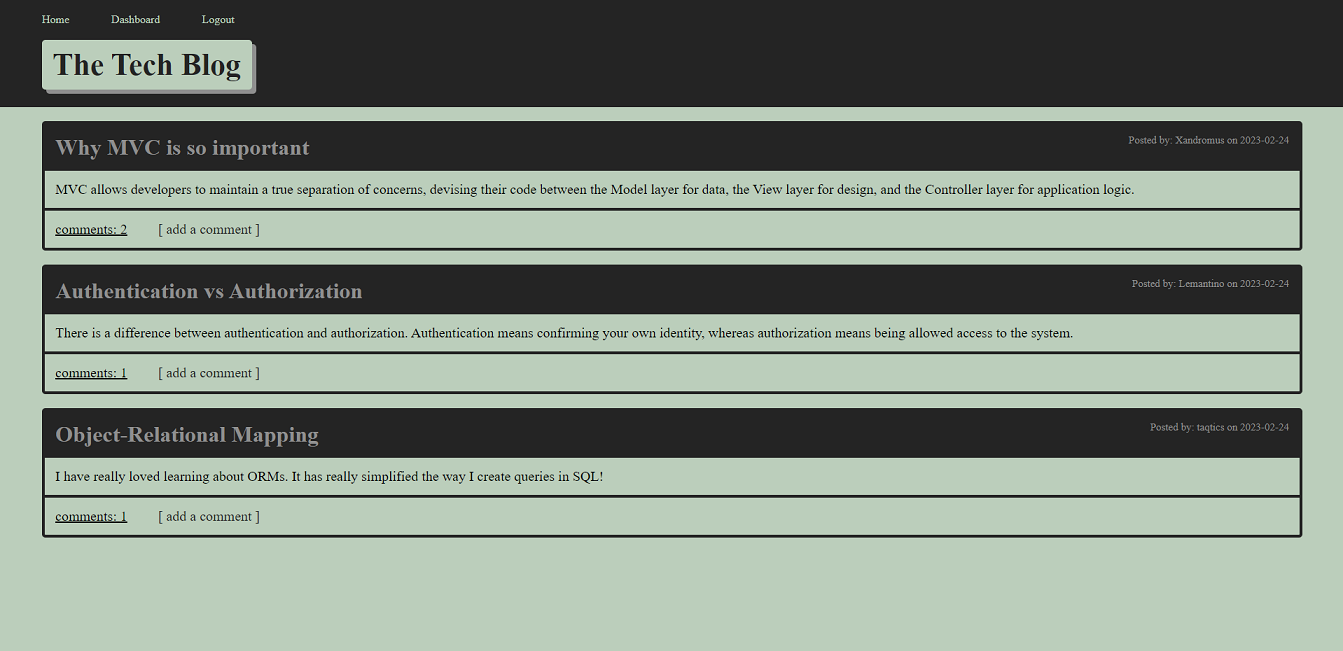 Home Dashboard Logout
The Tech Blog
Why MVC is so important
Posted by: Xandromus on 2023-02-24
MVC allows developers to maintain a true separation of concerns, devising their code between the Model layer for data, the View layer for design, and the Controller layer for application logic.
comments: 2 [ add a comment ]
Authentication vs Authorization
Posted by: Lemantino on 2023-02-24
There is a difference between authentication and authorization. Authentication means confirming your own identity, whereas authorization means being allowed access to the system.
comments: 1 [ add a comment ]
Object-Relational Mapping
Posted by: taqtics on 2023-02-24
I have really loved learning about ORMs. It has really simplified the way I create queries in SQL!
comments: 1 [ add a comment ]